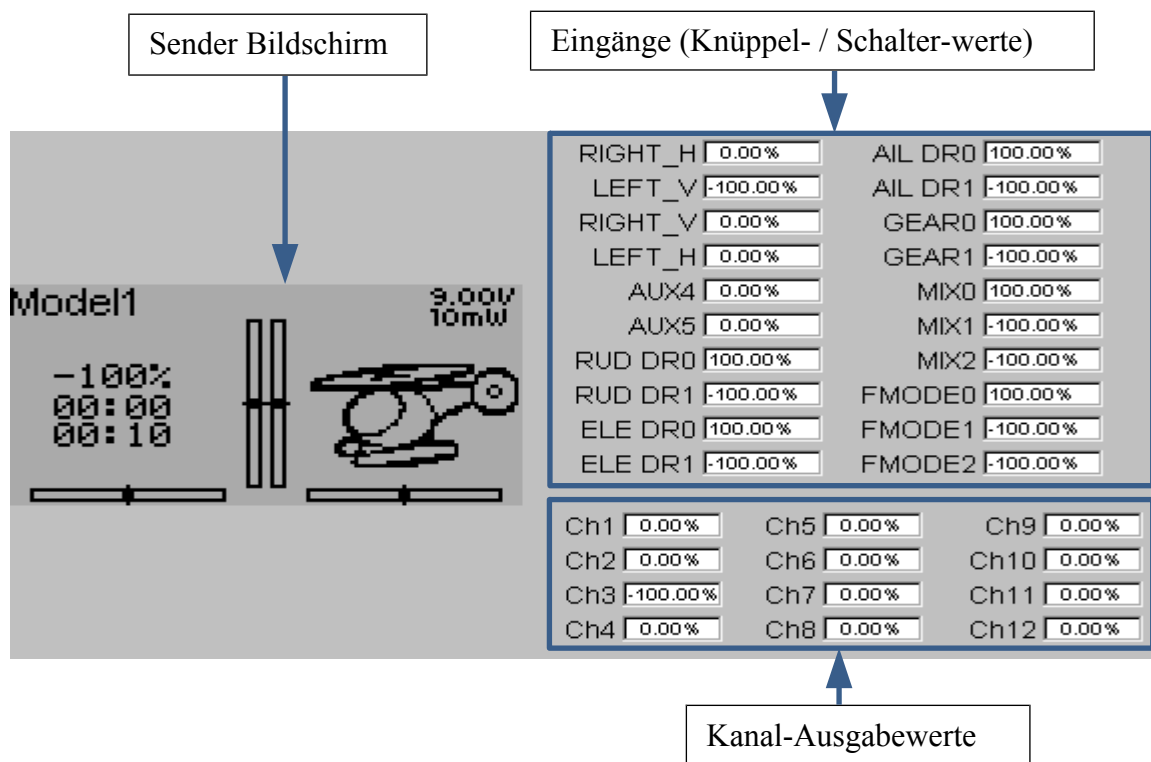 Sender Bildschirm
Eingänge (Knüppel- / Schalter-werte)
Model1
9.00V
10mW
-100%
00:00
00:10
RIGHT_H 0.00% AIL DR0 100.00%
LEFT_V -100.00% AIL DR1 -100.00%
RIGHT_V 0.00% GEAR0 100.00%
LEFT_H 0.00% GEAR1 -100.00%
AUX4 0.00% MIX0 100.00%
AUX5 0.00% MIX1 -100.00%
RUD DR0 100.00% MIX2 -100.00%
RUD DR1 -100.00% FMODE0 100.00%
ELE DR0 100.00% FMODE1 -100.00%
ELE DR1 -100.00% FMODE2 -100.00%
Ch1 0.00% Ch5 0.00% Ch9 0.00%
Ch2 0.00% Ch6 0.00% Ch10 0.00%
Ch3 -100.00% Ch7 0.00% Ch11 0.00%
Ch4 0.00% Ch8 0.00% Ch12 0.00%
Kanal-Ausgabewerte